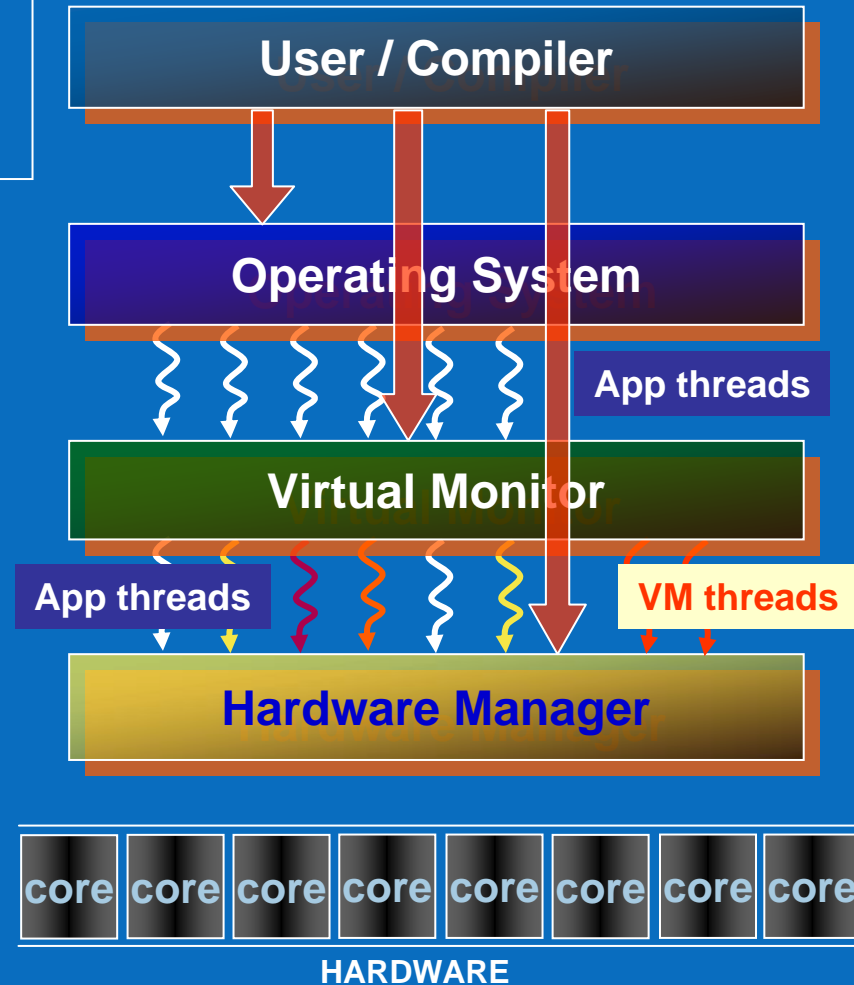 User / Compiler
Operating System
App threads
Virtual Monitor
App threads
VM threads
Hardware Manager
core core core core core core core core
HARDWARE